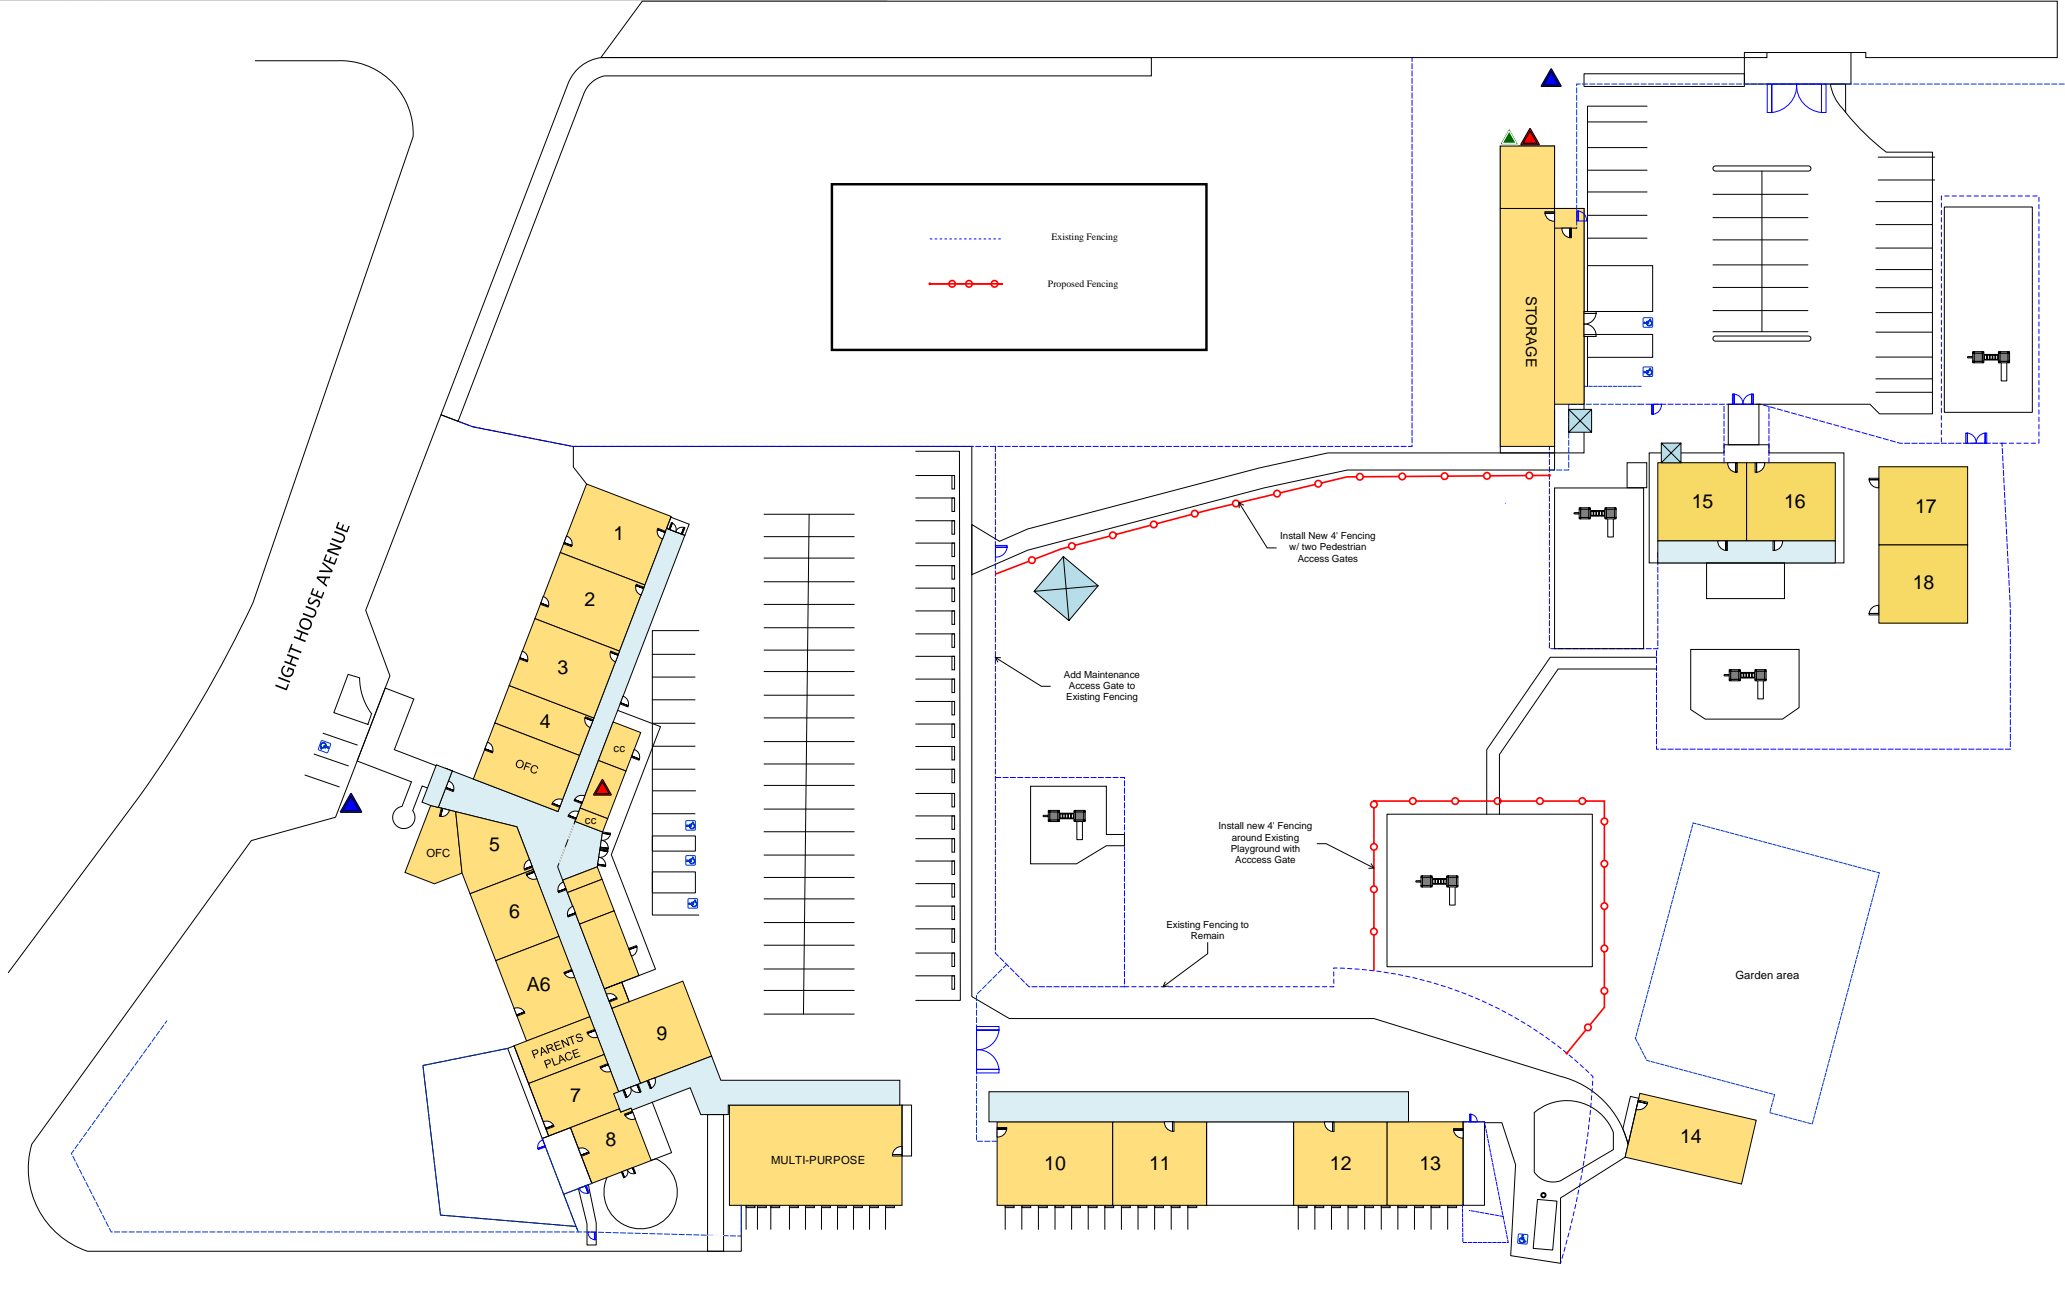 Existing Fencing
Proposed Fencing
STORAGE
LIGHT HOUSE AVENUE
1
2
3
4
OFC
CC
CC
OFC
5
6
A6
PARENTS
PLACE
7
8
9
MULTI-PURPOSE
Install New 4' Fencing
w/ two Pedestrian
Access Gates
Add Maintenance
Access Gate to
Existing Fencing
Install new 4' Fencing
around Existing
Playground with
Acccess Gate
Existing Fencing to
Remain
15
16
17
18
Garden area
10
11
12
13
14